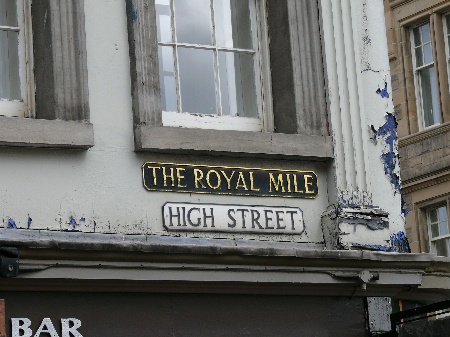 THE ROYAL MILE
HIGH STREET
BAR